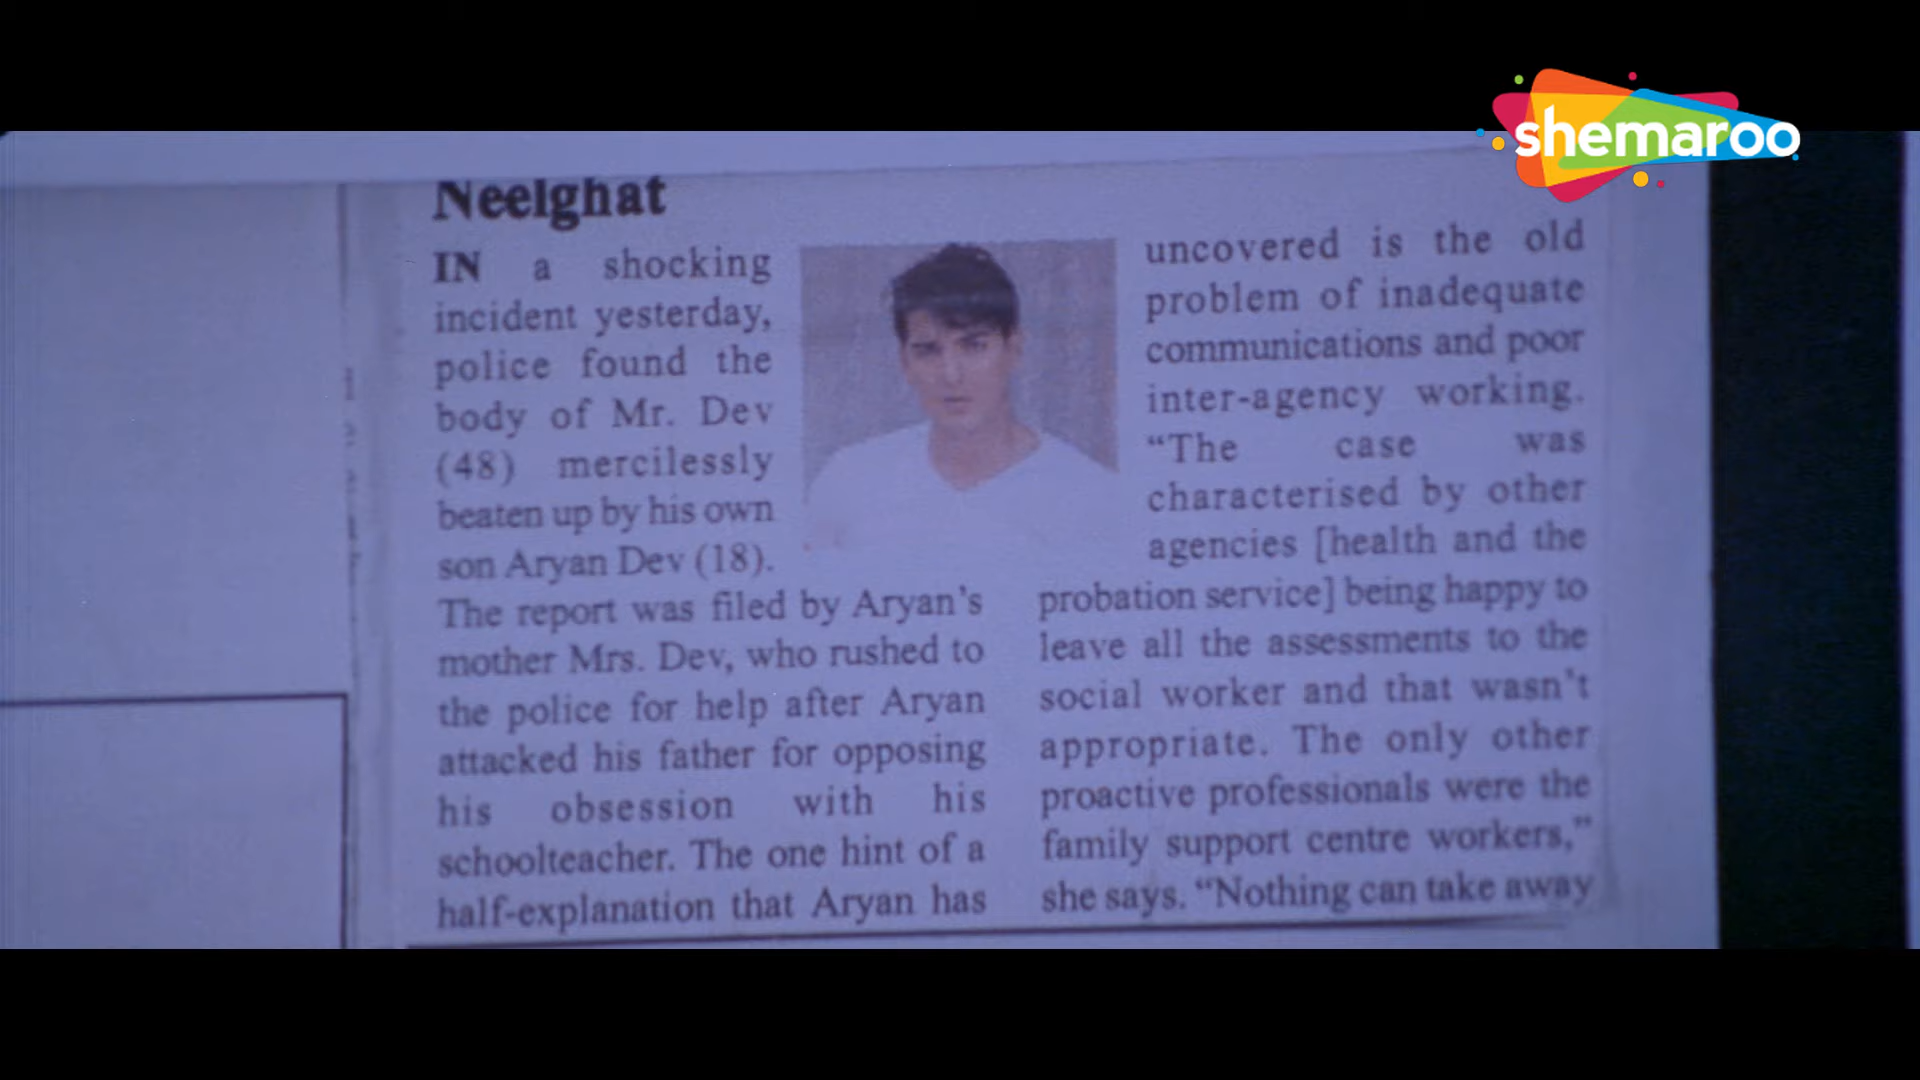 shemaroo
Neelghat
IN a shocking
incident yesterday,
police found the
body of Mr. Dev
(48) mercilessly
beaten up by his own
son Aryan Dev (18).
The report was filed by Aryan's
mother Mrs. Dev, who rushed to
the police for help after Aryan
attacked his father for opposing
his obsession with his
schoolteacher. The one hint of a
half-explanation that Aryan has
uncovered is the old
problem of inadequate
communications and poor
inter-agency working.
“The case was
characterised by other
agencies [health and the
probation service] being happy to
leave all the assessments to the
social worker and that wasn't
appropriate. The only other
proactive professionals were the
family support centre workers,”
she says. “Nothing can take away